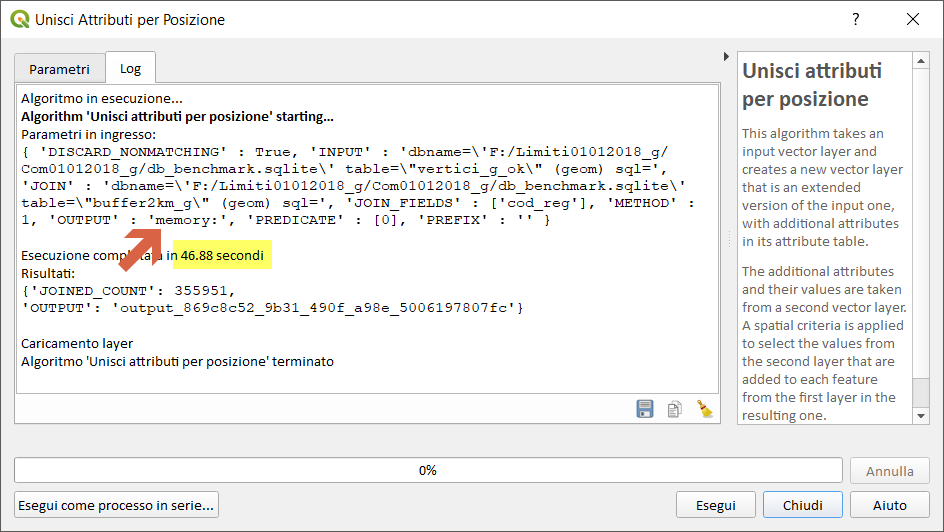 Unisci Attributi per Posizione
?
Parametri
Log
Algoritmo in esecuzione...
Algorithm 'Unisci attributi per posizione' starting...
Parametri in ingresso:
{ 'DISCARD_NONMATCHING' : True, 'INPUT' : 'dbname=\'F:/Limiti01012018_g/
Com01012018_g/db_benchmark.sqlite\' table=\"vertici_g_ok\" (geom) sql=',
'JOIN' : 'dbname=\'F:/Limiti01012018_g/Com01012018_g/db_benchmark.sqlite\'
table=\"buffer2km_g\" (geom) sql=', 'JOIN_FIELDS' : ['cod_reg'], 'METHOD' :
1, 'OUTPUT' : 'memory:', 'PREDICATE' : [0], 'PREFIX' : '' }
Esecuzione completata in 46.88 secondi
Risultati:
{'JOINED_COUNT': 355951,
'OUTPUT': 'output_869c8c52_9b31_490f_a98e_5006197807fc'}
Caricamento layer
Algoritmo 'Unisci attributi per posizione' terminato
Unisci attributi
per posizione
This algorithm takes an
input vector layer and
creates a new vector layer
that is an extended
version of the input one,
with additional attributes
in its attribute table.
The additional attributes
and their values are taken
from a second vector layer.
A spatial criteria is applied
to select the values from
the second layer that are
added to each feature
from the first layer in the
resulting one.
0%
Annulla
Esegui come processo in serie...
Esegui
Chiudi
Aiuto